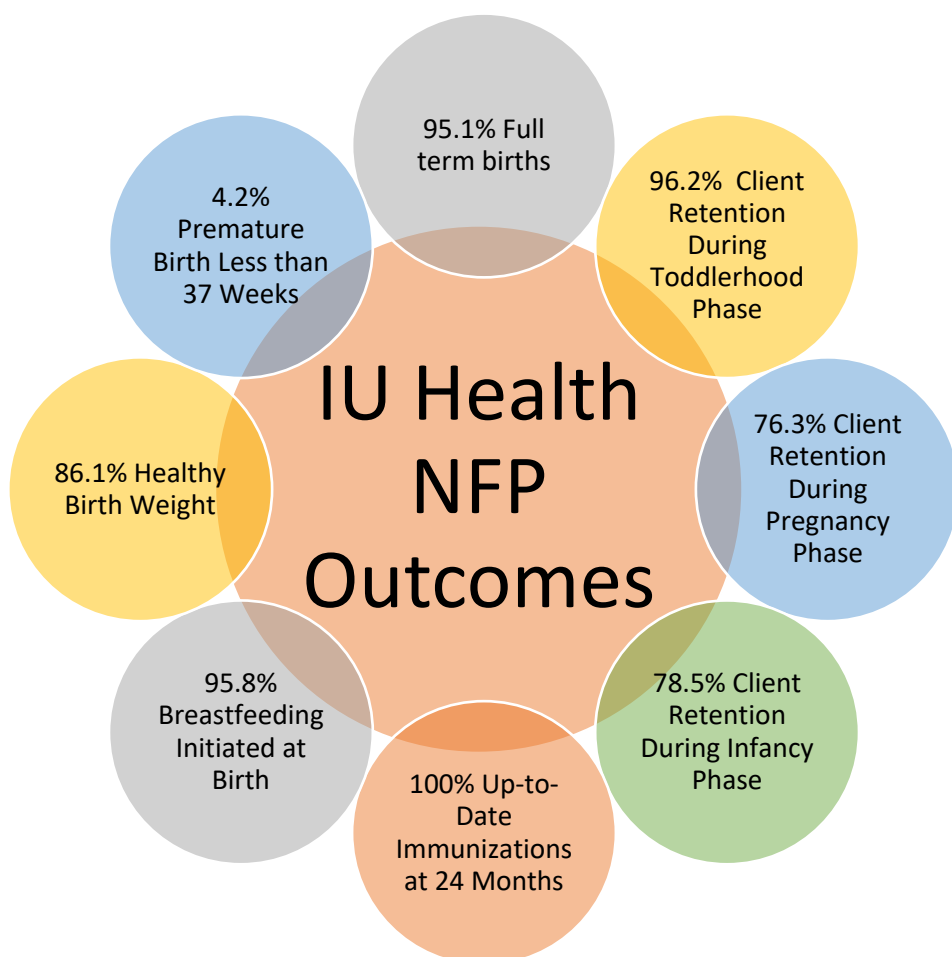 IU Health
NFP
Outcomes
95.1% Full
term births
96.2%  Client
Retention
During
Toddlerhood
Phase
76.3% Client
Retention
During
Pregnancy
Phase
78.5% Client
Retention
During Infancy
Phase
100% Up-to-
Date
Immunizations
at 24 Months
95.8%
Breastfeeding
Initiated at
Birth
86.1% Healthy
Birth Weight
4.2%
Premature
Birth Less than
37 Weeks